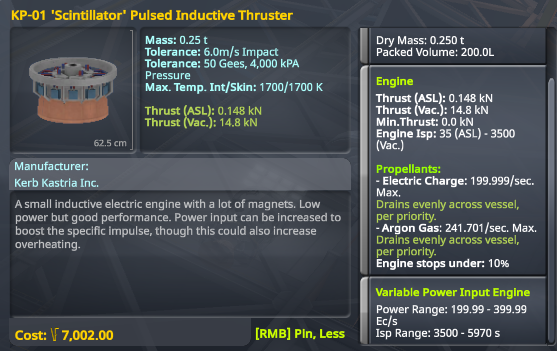 KP-01 'Scintillator' Pulsed Inductive Thruster
Mass: 0.25 t
Tolerance: 6.0m/s Impact
Tolerance: 50 Gees, 4,000 kPA
Pressure
Max. Temp. Int/Skin: 1700/1700 K
Thrust (ASL): 0.148 kN
Thrust (Vac.): 14.8 kN
62.5 cm
Manufacturer:
Kerb Kastria Inc.
A small inductive electric engine with a lot of magnets. Low
power but good performance. Power input can be increased to
boost the specific impulse, though this could also increase
overheating.
Cost: 7,002.00
[RMB] Pin, Less
Dry Mass: 0.250 t
Packed Volume: 200.0L
Engine
Thrust (ASL): 0.148 kN
Thrust (Vac.): 14.8 kN
Min.Thrust: 0.0 kN
Engine Isp: 35 (ASL) - 3500
(Vac.)
Propellants:
- Electric Charge: 199.999/sec.
Max.
Drains evenly across vessel,
per priority.
- Argon Gas: 241.701/sec. Max.
Drains evenly across vessel,
per priority.
Engine stops under: 10%
Variable Power Input Engine
Power Range: 199.99 - 399.99
Ec/s
Isp Range: 3500 - 5970 s